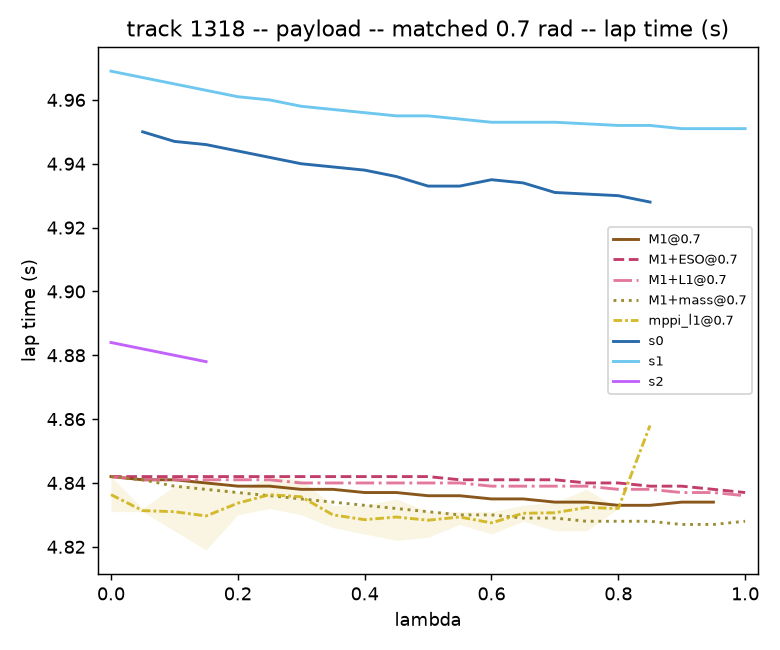 track 1318 -- payload -- matched 0.7 rad -- lap time (s)
lap time (s)
4.96
4.94
4.92
4.90
4.88
4.86
4.84
4.82
M1@0.7
M1+ESO@0.7
M1+L1@0.7
M1+mass@0.7
mppi_l1@0.7
s0
s1
s2
0.0 0.2 0.4 0.6 0.8 1.0
lambda